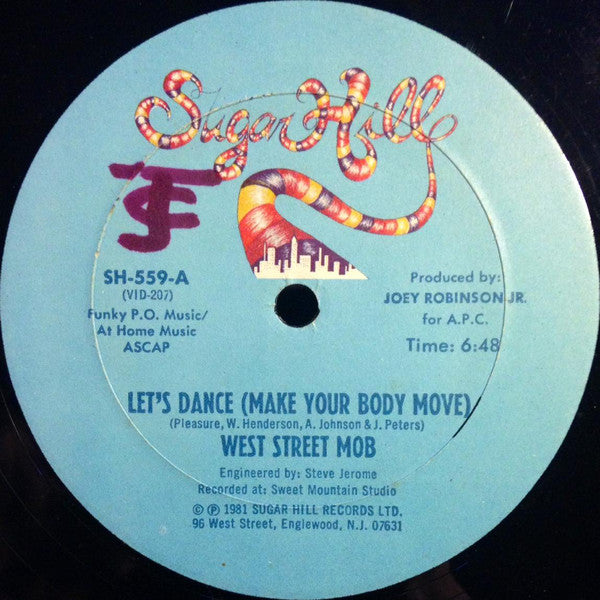 Sugar Hill
SH-559-A
(VID-207)
Funky P.O. Music/
At Home Music
ASCAP
Produced by:
JOEY ROBINSON JR.
for A.P.C.
Time: 6:48
LET'S DANCE (MAKE YOUR BODY MOVE)
(Pleasure, W. Henderson, A. Johnson & J. Peters)
WEST STREET MOB
Engineered by: Steve Jerome
Recorded at: Sweet Mountain Studio
© ℗ 1981 SUGAR HILL RECORDS LTD.
96 West Street, Englewood, N.J. 07631